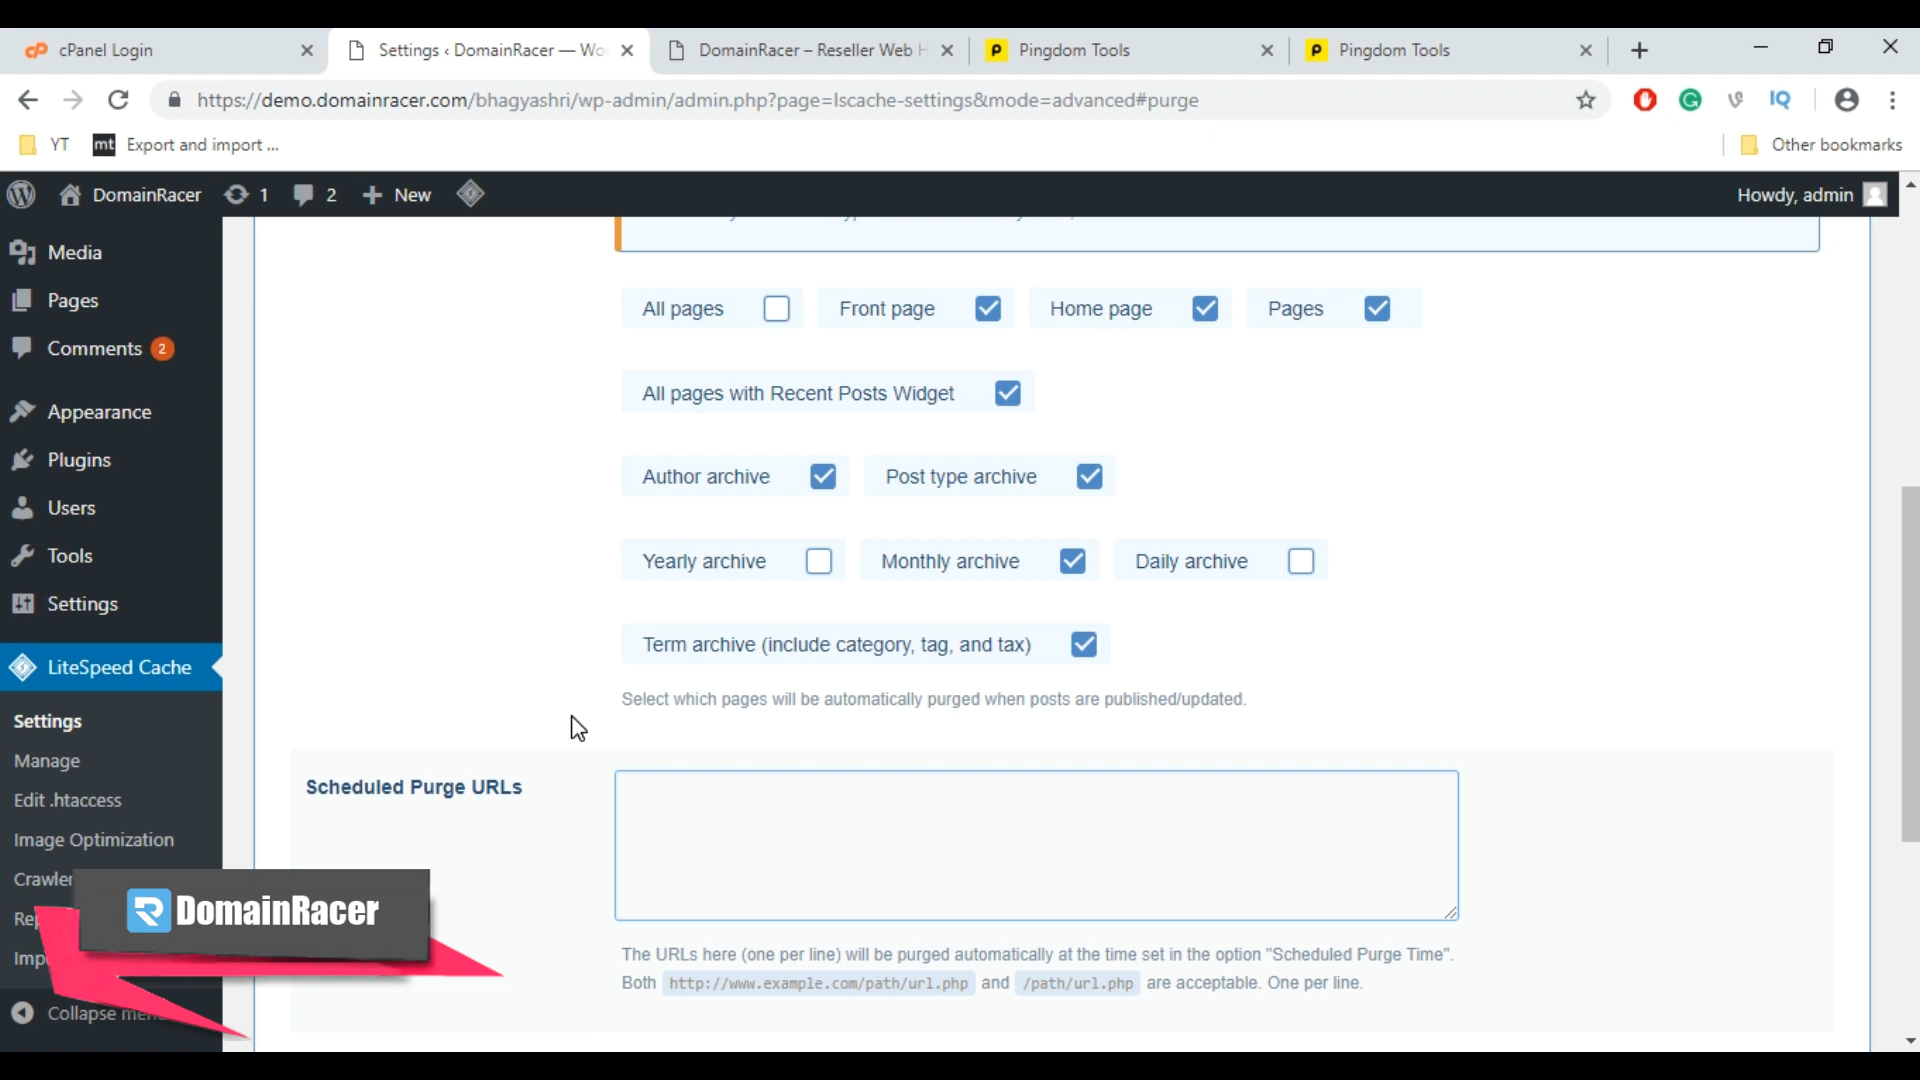 cPanel Login
Settings ‹ DomainRacer — Wo
DomainRacer – Reseller Web H
Pingdom Tools
Pingdom Tools
https://demo.domainracer.com/bhagyashri/wp-admin/admin.php?page=lscache-settings&mode=advanced#purge
IQ
YT
mt Export and import ...
Other bookmarks
DomainRacer
1
2
New
Howdy, admin
Media
Pages
Comments 2
Appearance
Plugins
Users
Tools
Settings
LiteSpeed Cache
Settings
Manage
Edit .htaccess
Image Optimization
Crawler
Rep
Imp
Collapse men
All pages
Front page
Home page
Pages
All pages with Recent Posts Widget
Author archive
Post type archive
Yearly archive
Monthly archive
Daily archive
Term archive (include category, tag, and tax)
Select which pages will be automatically purged when posts are published/updated.
Scheduled Purge URLs
The URLs here (one per line) will be purged automatically at the time set in the option "Scheduled Purge Time".
Both http://www.example.com/path/url.php and /path/url.php are acceptable. One per line.
DomainRacer